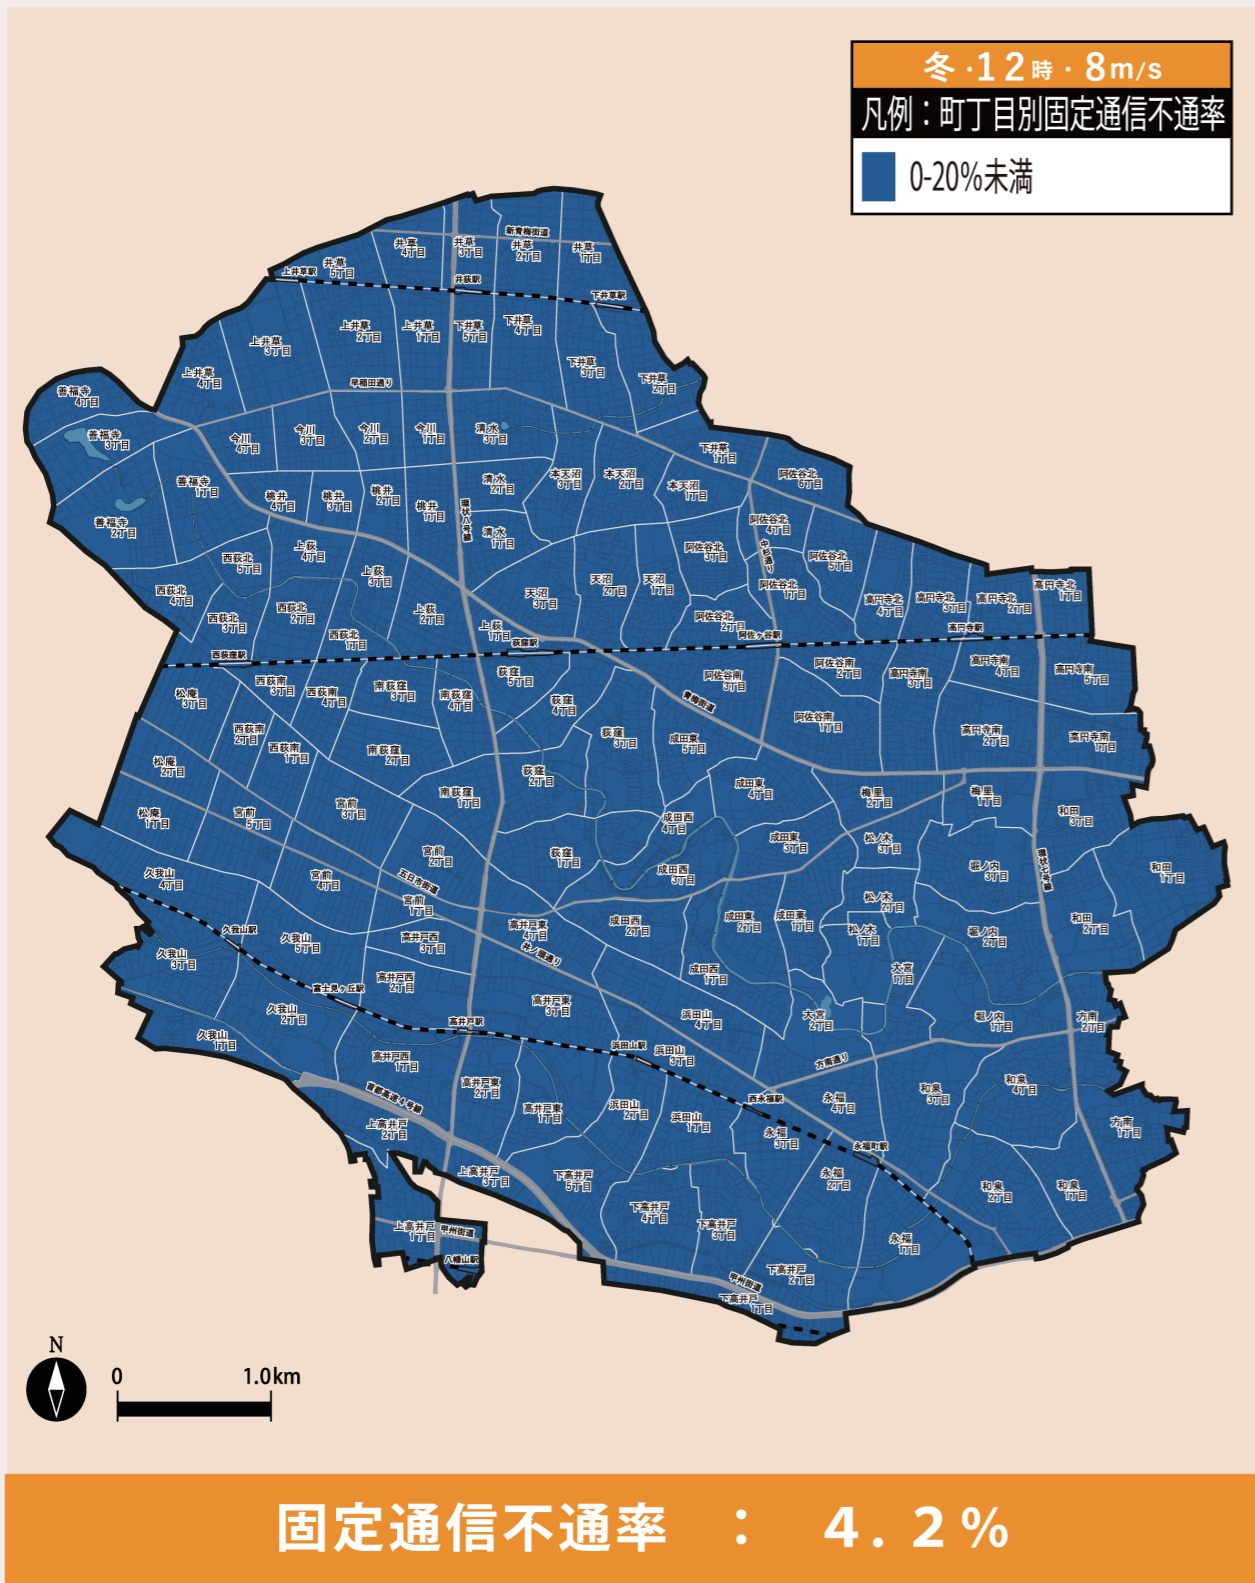 冬・12時・8m/s
凡例：町丁目別固定通信不通率
0-20%未満
新青梅街道
井草
4丁目
井草
3丁目
井草
2丁目
井草
1丁目
井草
5丁目
上井草駅
井荻駅
下井草駅
上井草
3丁目
上井草
2丁目
上井草
1丁目
下井草
5丁目
下井草
4丁目
下井草
3丁目
下井草
2丁目
上井草
4丁目
早稲田通り
善福寺
4丁目
善福寺
3丁目
今川
4丁目
今川
3丁目
今川
2丁目
今川
1丁目
清水
3丁目
下井草
1丁目
善福寺
1丁目
桃井
4丁目
桃井
3丁目
桃井
2丁目
桃井
1丁目
清水
2丁目
本天沼
3丁目
本天沼
2丁目
本天沼
1丁目
阿佐谷北
6丁目
善福寺
2丁目
環状八号線
清水
1丁目
阿佐谷北
4丁目
中杉通り
西荻北
5丁目
上荻
4丁目
上荻
3丁目
阿佐谷北
3丁目
阿佐谷北
5丁目
西荻北
4丁目
西荻北
3丁目
西荻北
2丁目
西荻北
1丁目
上荻
2丁目
上荻
1丁目
天沼
3丁目
天沼
2丁目
天沼
1丁目
阿佐谷北
1丁目
阿佐谷北
2丁目
高円寺北
4丁目
高円寺北
3丁目
高円寺北
2丁目
高円寺北
1丁目
西荻窪駅
荻窪駅
阿佐ヶ谷駅
高円寺駅
松庵
3丁目
西荻南
3丁目
西荻南
4丁目
南荻窪
3丁目
南荻窪
4丁目
荻窪
5丁目
荻窪
4丁目
阿佐谷南
3丁目
阿佐谷南
2丁目
高円寺南
3丁目
高円寺南
4丁目
高円寺南
5丁目
青梅街道
西荻南
2丁目
西荻南
1丁目
南荻窪
2丁目
荻窪
3丁目
成田東
5丁目
阿佐谷南
1丁目
高円寺南
2丁目
高円寺南
1丁目
松庵
2丁目
南荻窪
1丁目
荻窪
2丁目
成田東
4丁目
梅里
2丁目
梅里
1丁目
松庵
1丁目
宮前
5丁目
宮前
3丁目
成田西
4丁目
成田東
3丁目
松ノ木
3丁目
和田
3丁目
宮前
2丁目
荻窪
1丁目
成田西
3丁目
堀ノ内
3丁目
環状七号線
和田
1丁目
久我山
4丁目
宮前
4丁目
五日市街道
宮前
1丁目
松ノ木
2丁目
久我山駅
久我山
5丁目
高井戸西
3丁目
高井戸東
4丁目
井ノ頭通り
成田西
2丁目
成田東
2丁目
成田東
1丁目
松ノ木
1丁目
堀ノ内
2丁目
和田
2丁目
久我山
3丁目
富士見ヶ丘駅
高井戸西
2丁目
成田西
1丁目
大宮
1丁目
久我山
2丁目
高井戸駅
高井戸東
3丁目
浜田山
4丁目
大宮
2丁目
堀ノ内
1丁目
方南
2丁目
久我山
1丁目
高井戸西
1丁目
浜田山駅
浜田山
3丁目
方南通り
首都高速4号線
高井戸東
2丁目
高井戸東
1丁目
浜田山
2丁目
浜田山
1丁目
西永福駅
永福
4丁目
和泉
3丁目
和泉
4丁目
方南
1丁目
上高井戸
2丁目
永福
3丁目
永福町駅
上高井戸
3丁目
下高井戸
5丁目
永福
2丁目
和泉
2丁目
和泉
1丁目
上高井戸
1丁目
甲州街道
八幡山駅
下高井戸
4丁目
下高井戸
3丁目
永福
1丁目
甲州街道
下高井戸
2丁目
下高井戸
1丁目
N
0 1.0km
固定通信不通率 ： 4.2%